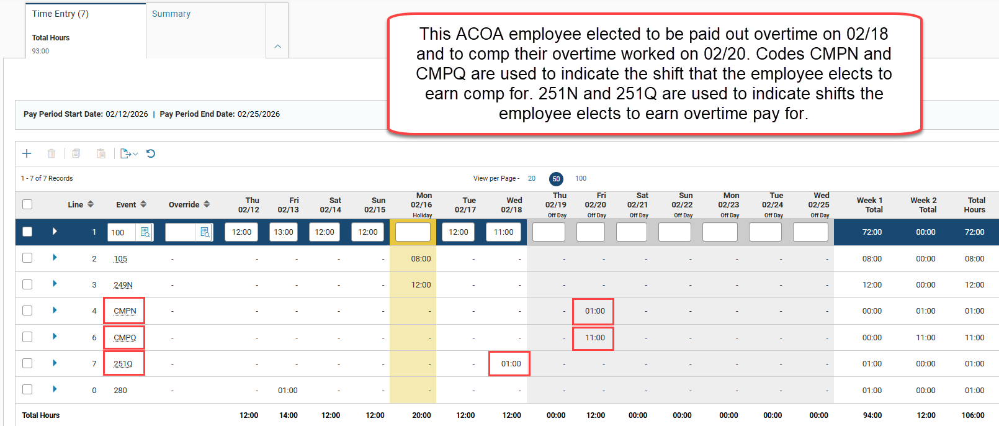 Time Entry (7)
Summary
Total Hours
93:00
This ACOA employee elected to be paid out overtime on 02/18
and to comp their overtime worked on 02/20. Codes CMPN and
CMPQ are used to indicate the shift that the employee elects to
earn comp for. 251N and 251Q are used to indicate shifts the
employee elects to earn overtime pay for.
Pay Period Start Date: 02/12/2026 | Pay Period End Date: 02/25/2026
1 - 7 of 7 Records
View per Page - 20 50 100
Line Event Override Thu 02/12 Fri 02/13 Sat 02/14 Sun 02/15 Mon 02/16 Holiday Tue 02/17 Wed 02/18 Thu 02/19 Off Day Fri 02/20 Off Day Sat 02/21 Off Day Sun 02/22 Off Day Mon 02/23 Off Day Tue 02/24 Off Day Wed 02/25 Off Day Week 1 Total Week 2 Total Total Hours
1 100 12:00 13:00 12:00 12:00 12:00 11:00 72:00 00:00 72:00
2 105 - - - - - 08:00 - - - - - - - - - 08:00 00:00 08:00
3 249N - - - - - 12:00 - - - - - - - - - 12:00 00:00 12:00
4 CMPN - - - - - - - - - 01:00 - - - - - 00:00 01:00 01:00
6 CMPQ - - - - - - - - - 11:00 - - - - - 00:00 11:00 11:00
7 251Q - - - - - - - 01:00 - - - - - - - 01:00 00:00 01:00
0 280 - - 01:00 - - - - - - - - - - - - 01:00 00:00 01:00
Total Hours 12:00 14:00 12:00 12:00 20:00 12:00 12:00 00:00 12:00 00:00 00:00 00:00 00:00 00:00 94:00 12:00 106:00